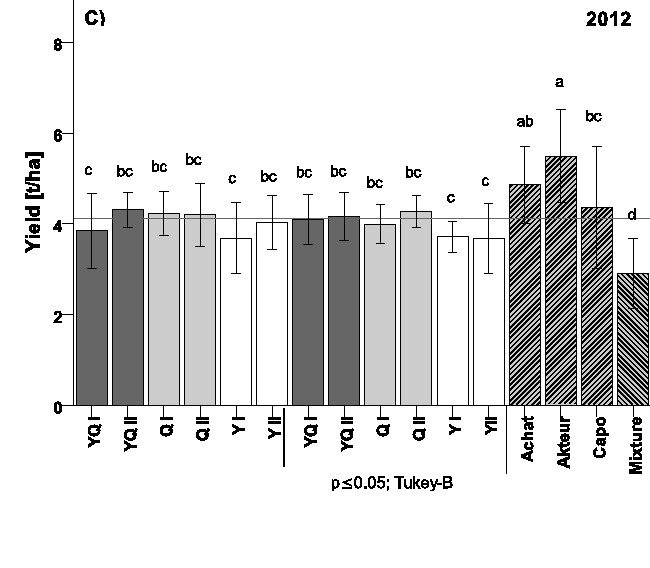 C)
2012
8
6
4
2
0
Yield [t/ha]
c bc bc bc c bc bc bc bc bc c c ab a bc d
YQ I YQ II Q I Q II Y I Y II YQ I YQ II Q I Q II Y I YII Achat Akteur Capo Mixture
p≤0.05; Tukey-B